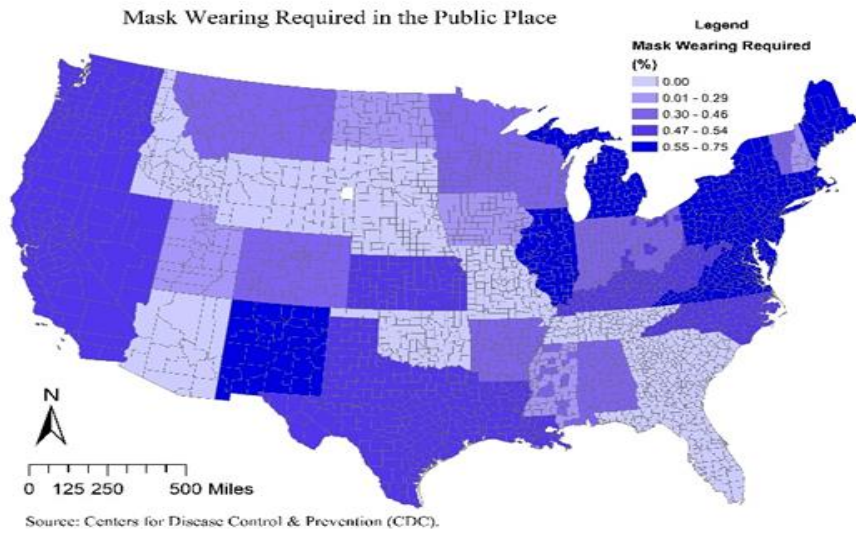 Mask Wearing Required in the Public Place
Legend
Mask Wearing Required
(%)
0.00
0.01 - 0.29
0.30 - 0.46
0.47 - 0.54
0.55 - 0.75
N
0 125 250 500 Miles
Source: Centers for Disease Control & Prevention (CDC).